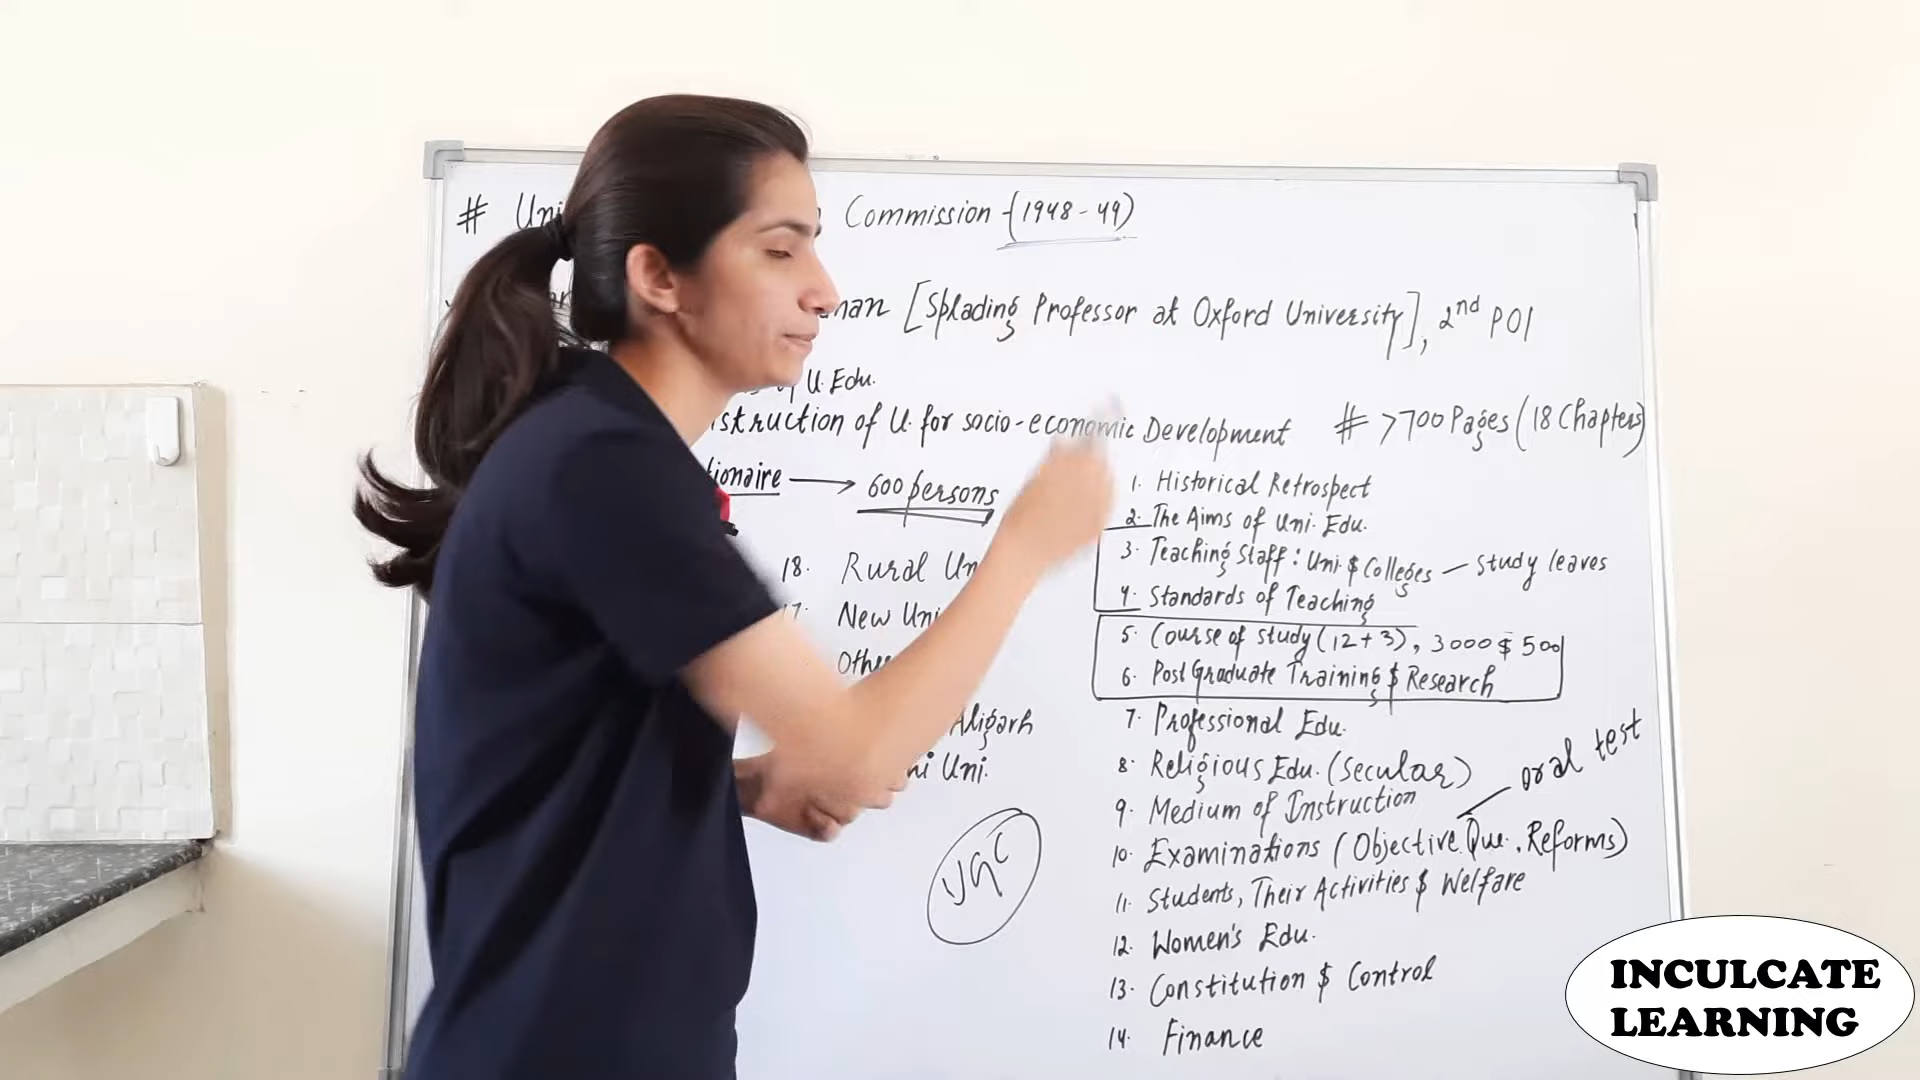 # Uni Commission - (1948-49)
nan [Splading Professor at Oxford University], 2nd POI
of U. Edu.
struction of U. for socio-economic Development
# >700 Pages (18 Chapters)
tionaire → 600 persons
18. Rural Un
17. New Uni
Othe
Aligarh
ni Uni.
UGC
1. Historical Retrospect
2. The Aims of Uni. Edu.
3. Teaching Staff: Uni. $ Colleges — Study leaves
4. Standards of Teaching
5. Course of study (12+3), 3000 $ 500
6. Post Graduate Training $ Research
7. Professional Edu.
8. Religious Edu. (Secular)
9. Medium of Instruction
oral test
10. Examinations (Objective Que., Reforms)
11. Students, Their Activities $ Welfare
12. Women's Edu.
13. Constitution $ Control
14. Finance
INCULCATE
LEARNING